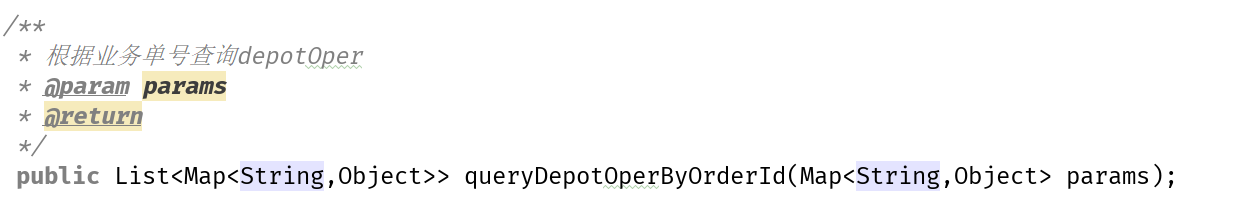 /**
* 根据业务单号查询depotOper
* @param params
* @return
*/
public List<Map<String,Object>> queryDepotOperByOrderId(Map<String,Object> params);